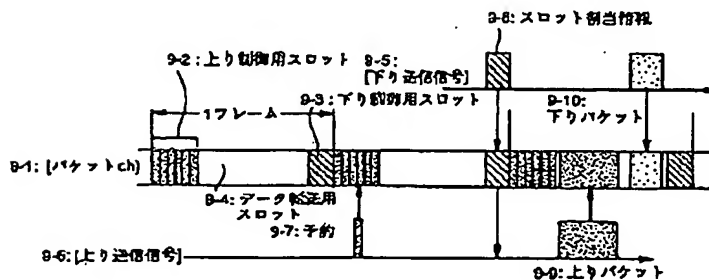 9-8:スロット割当情報
9-2:上り制御用スロット
9-5:
[下り送信信号]
9-3:下り制御用スロット
1フレーム
9-10:
下りパケット
9-1:[パケットch]
9-4:データ転送用
スロット
9-7:予約
9-6:[上り送信信号]
9-9:上りパケット